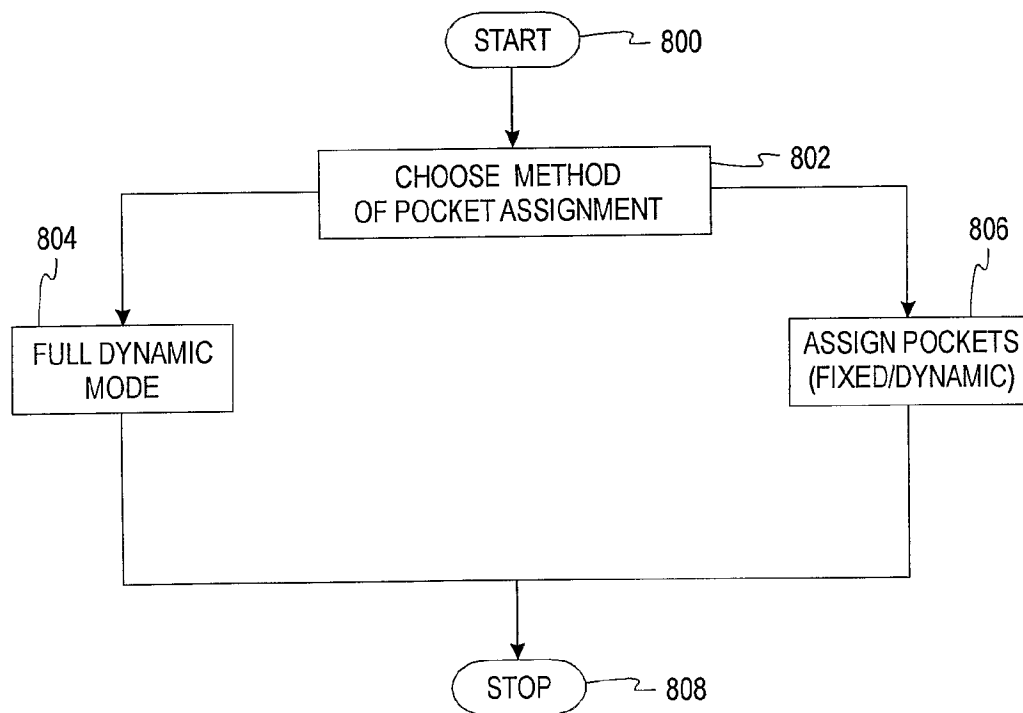 START
800
CHOOSE METHOD
OF POCKET ASSIGNMENT
802
804
806
FULL DYNAMIC
MODE
ASSIGN POCKETS
(FIXED/DYNAMIC)
STOP
808